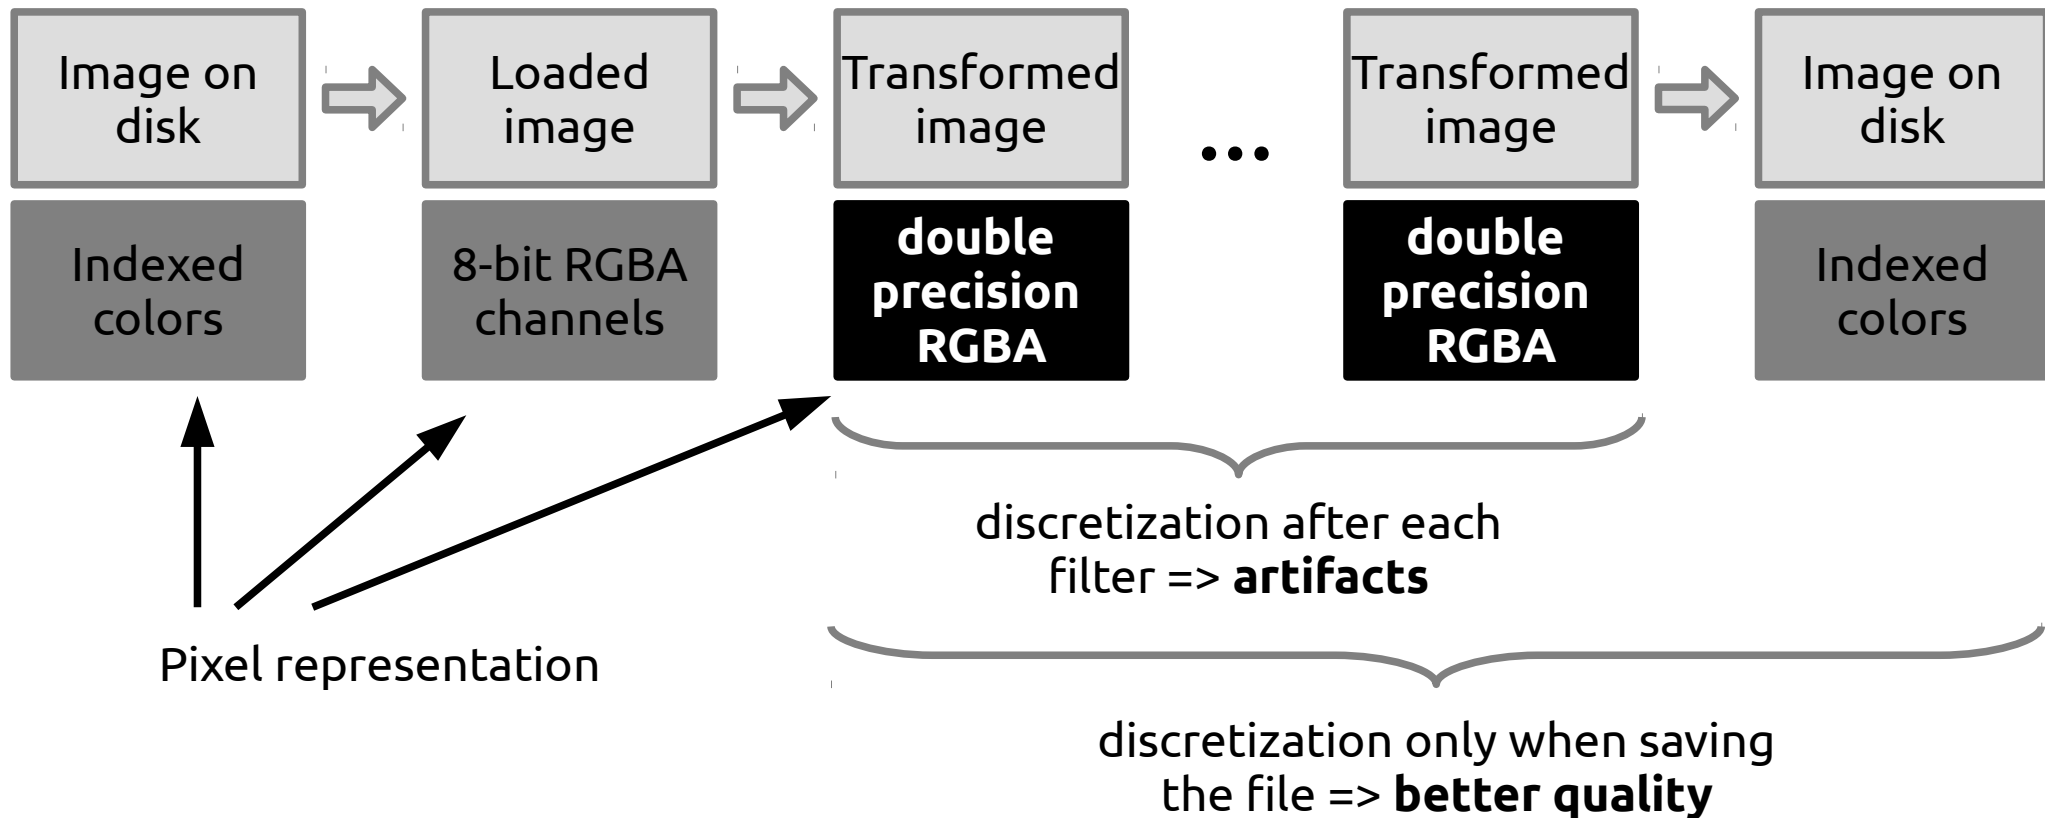 Image on
disk
Loaded
image
Transformed
image
...
Transformed
image
Image on
disk
Indexed
colors
8-bit RGBA
channels
double
precision
RGBA
double
precision
RGBA
Indexed
colors
discretization after each
filter => artifacts
Pixel representation
discretization only when saving
the file => better quality